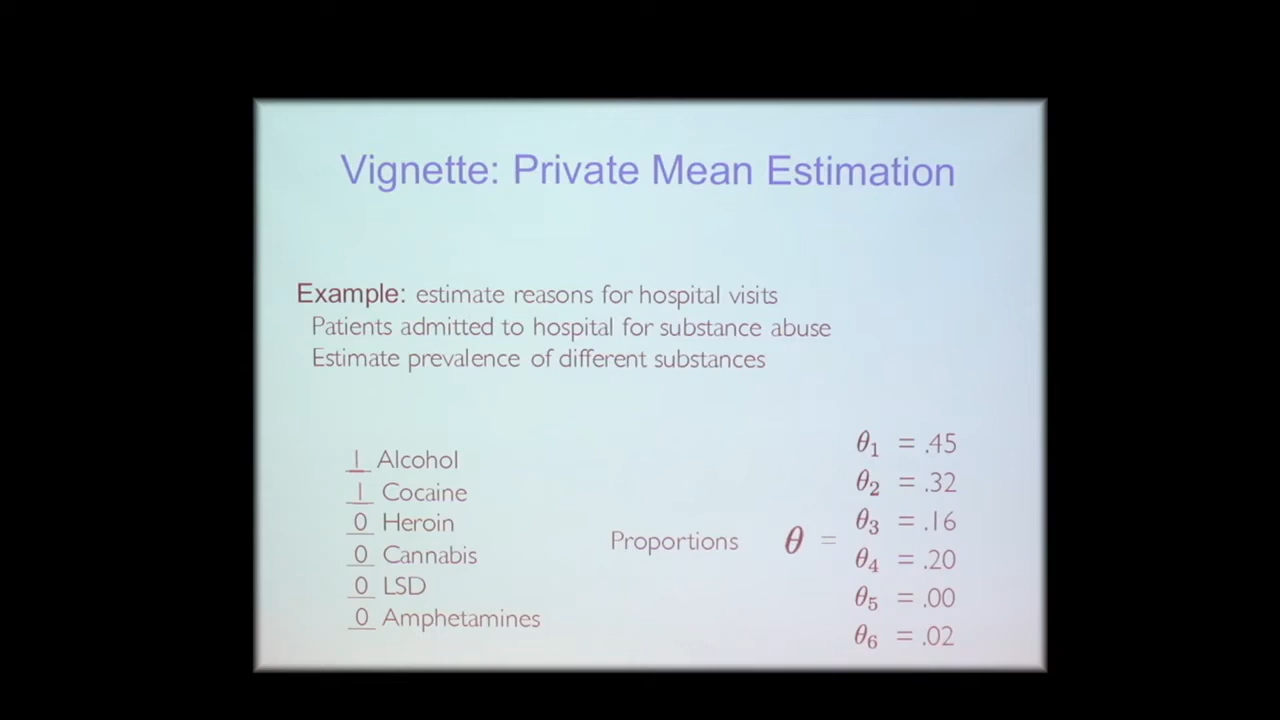 Vignette: Private Mean Estimation
Example: estimate reasons for hospital visits
Patients admitted to hospital for substance abuse
Estimate prevalence of different substances
1 Alcohol
1 Cocaine
0 Heroin
0 Cannabis
0 LSD
0 Amphetamines
Proportions θ =
θ1 = .45
θ2 = .32
θ3 = .16
θ4 = .20
θ5 = .00
θ6 = .02